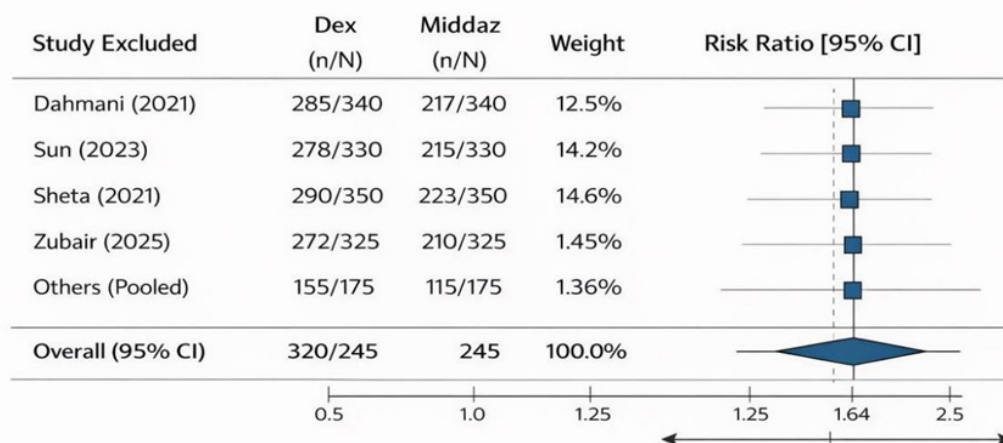 Study Excluded Dex (n/N) Middaz (n/N) Weight Risk Ratio [95% CI]
Dahmani (2021) 285/340 217/340 12.5%
Sun (2023) 278/330 215/330 14.2%
Sheta (2021) 290/350 223/350 14.6%
Zubair (2025) 272/325 210/325 1.45%
Others (Pooled) 155/175 115/175 1.36%
Overall (95% CI) 320/245 245 100.0%
0.5 1.0 1.25 1.25 1.64 2.5